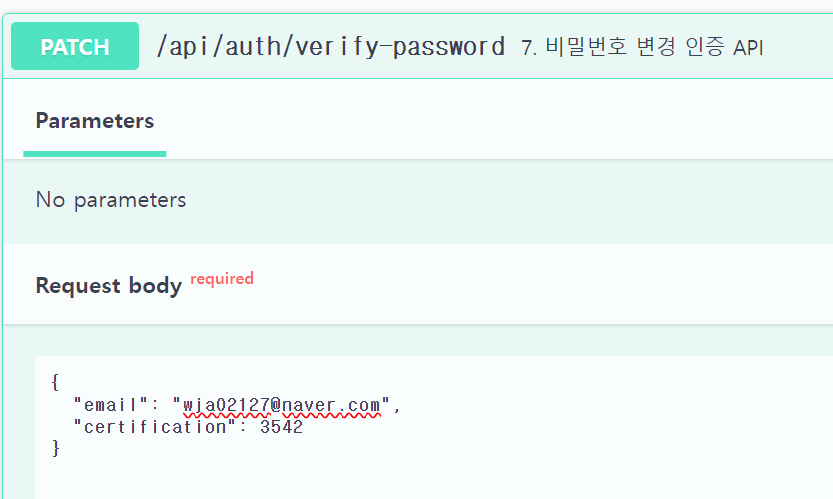 PATCH /api/auth/verify-password 7. 비밀번호 변경 인증 API
Parameters
No parameters
Request body required
{
"email": "wja02127@naver.com",
"certification": 3542
}